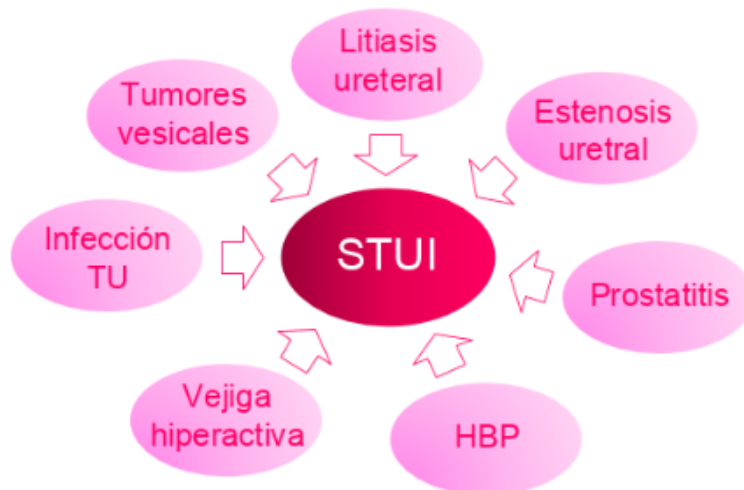 Litiasis
ureteral
Tumores
vesicales
Estenosis
uretral
Infección
TU
STUI
Prostatitis
Vejiga
hiperactiva
HBP